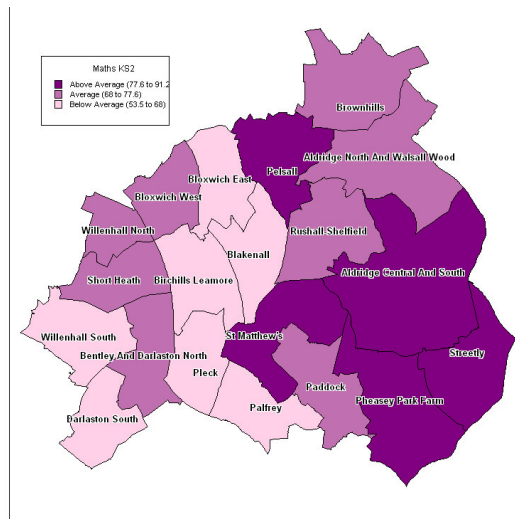 Maths KS2
Above Average (77.6 to 91.2
Average (68 to 77.6)
Below Average (53.5 to 68)
Brownhills
Aldridge North And Walsall Wood
Pelsall
Bloxwich East
Bloxwich West
Willenhall North
Rushall-Shelfield
Blakenall
Aldridge Central And South
Short Heath
Birchills Leamore
Willenhall South
St Matthew's
Bentley And Darlaston North
Streetly
Pleck
Paddock
Pheasey Park Farm
Palfrey
Darlaston South